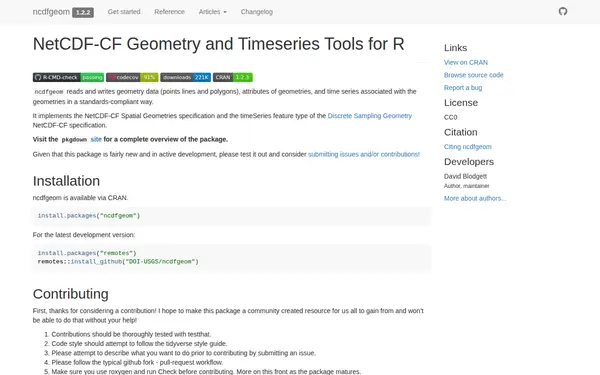 ncdfgeom 1.2.2 Get started Reference Articles Changelog
NetCDF-CF Geometry and Timeseries Tools for R
R-CMD-check passing codecov 91% downloads 221K CRAN 1.2.3
ncdfgeom reads and writes geometry data (points lines and polygons), attributes of geometries, and time series associated with the
geometries in a standards-compliant way.
It implements the NetCDF-CF Spatial Geometries specification and the timeSeries feature type of the Discrete Sampling Geometry
NetCDF-CF specification.
Visit the pkgdown site for a complete overview of the package.
Given that this package is fairly new and in active development, please test it out and consider submitting issues and/or contributions!
Installation
ncdfgeom is available via CRAN.
install.packages("ncdfgeom")
For the latest development version:
install.packages("remotes")
remotes::install_github("DOI-USGS/ncdfgeom")
Contributing
First, thanks for considering a contribution! I hope to make this package a community created resource for us all to gain from and won't
be able to do that without your help!
1. Contributions should be thoroughly tested with testthat.
2. Code style should attempt to follow the tidyverse style guide.
3. Please attempt to describe what you want to do prior to contributing by submitting an issue.
4. Please follow the typical github fork - pull-request workflow.
5. Make sure you use roxygen and run Check before contributing. More on this front as the package matures.
Links
View on CRAN
Browse source code
Report a bug
License
CC0
Citation
Citing ncdfgeom
Developers
David Blodgett
Author, maintainer
More about authors...